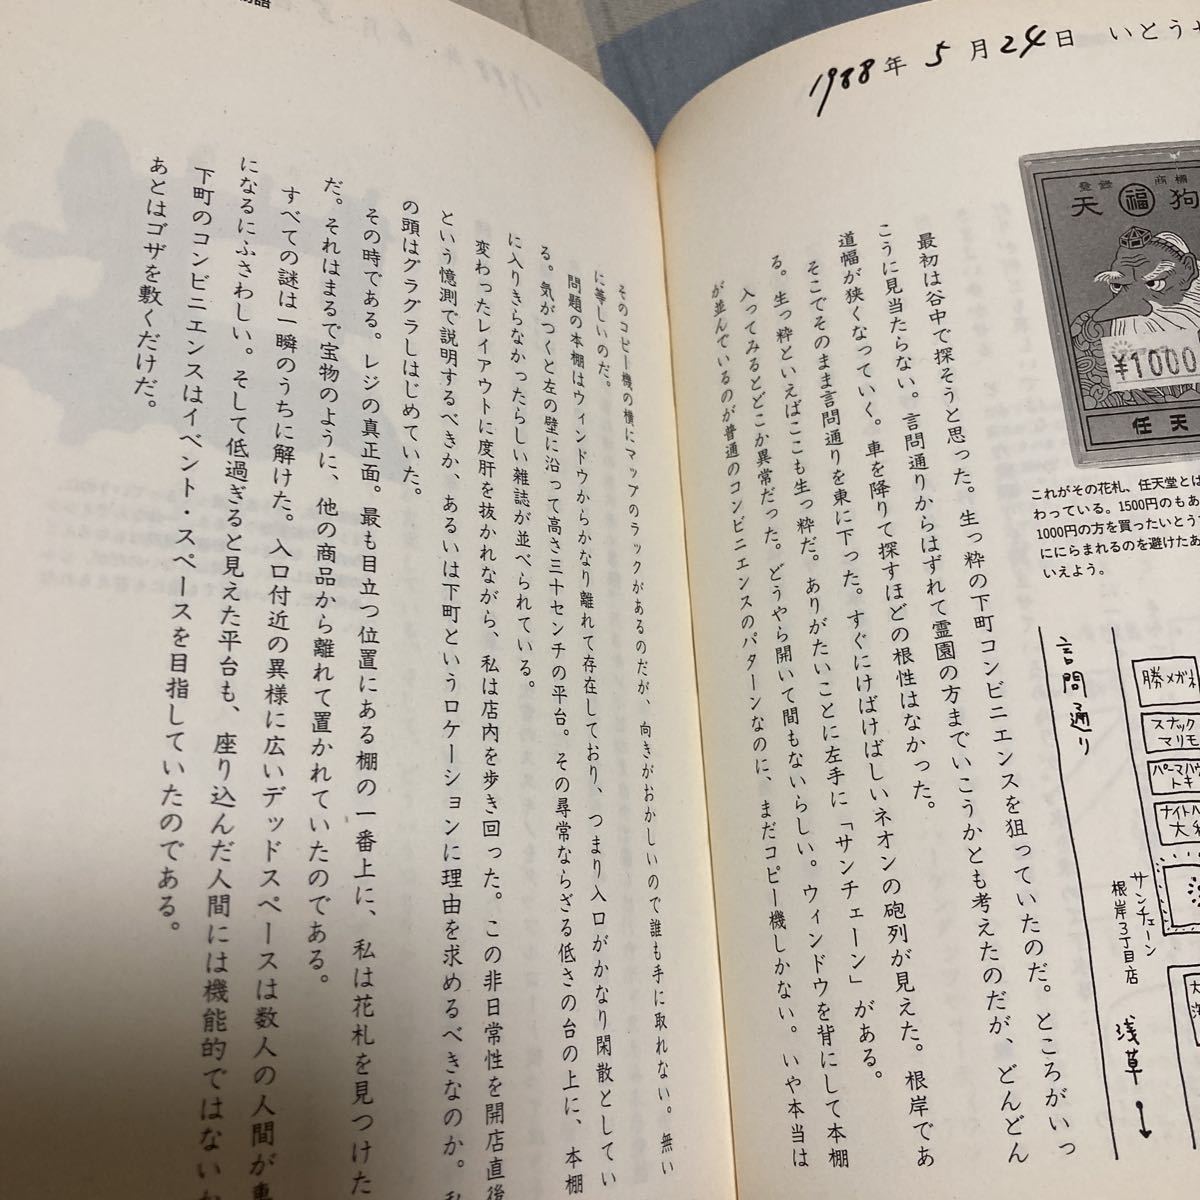 1988年 5月24日 いとう
登録 商標
天 福 狗
¥1000
任天
これがその花札、任天堂とは
わっている。1500円のもあ
1000円の方を買ったいとう
ににらまれるのを避けたあ
いえよう。
言問通り
勝メガネ
スナック
マリモ
パーマハウ
トキ
ナイトハ
サンチェーン
根岸3丁目店
浅草
最初は谷中で探そうと思った。生っ粋の下町コンビニエンスを狙っていたのだ。ところがいっ
こうに見当たらない。言問通りからはずれて霊園の方までいこうかとも考えたのだが、どんどん
道幅が狭くなっていく。車を降りて探すほどの根性はなかった。
そこでそのまま言問通りを東に下った。すぐにけばけばしいネオンの砲列が見えた。根岸であ
る。生っ粋といえばここも生っ粋だ。ありがたいことに左手に「サンチェーン」がある。
入ってみるとどこか異常だった。どうやら開いて間もないらしい。ウィンドウを背にして本棚
が並んでいるのが普通のコンビニエンスのパターンなのに、まだコピー機しかない。いや本当は
そのコピー機の横にマップのラックがあるのだが、向きがおかしいので誰も手に取れない。無い
に等しいのだ。
問題の本棚はウィンドウからかなり離れて存在しており、つまり入口がかなり閑散としてい
る。気がつくと左の壁に沿って高さ三十センチの平台。その尋常ならざる低さの台の上に、本棚
に入りきらなかったらしい雑誌が並べられている。
変わったレイアウトに度肝を抜かれながら、私は店内を歩き回った。この非日常性を開店直後
という憶測で説明するべきか、あるいは下町というロケーションに理由を求めるべきなのか。私
の頭はグラグラしはじめていた。
その時である。レジの真正面。最も目立つ位置にある棚の一番上に、私は花札を見つけた
だ。それはまるで宝物のように、他の商品から離れて置かれていたのである。
すべての謎は一瞬のうちに解けた。入口付近の異様に広いデッドスペースは数人の人間が車
になるにふさわしい。そして低過ぎると見えた平台も、座り込んだ人間には機能的ではないか
下町のコンビニエンスはイベント・スペースを目指していたのである。
あとはゴザを敷くだけだ。